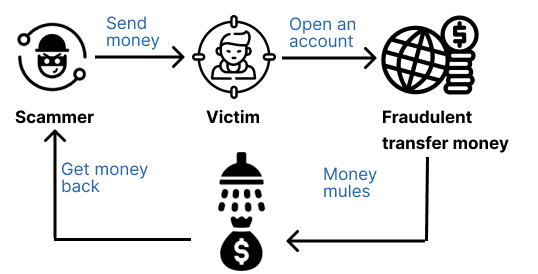 Send
money
Open an
account
Scammer
Victim
Fraudulent
transfer money
Get money
back
Money
mules
$
$